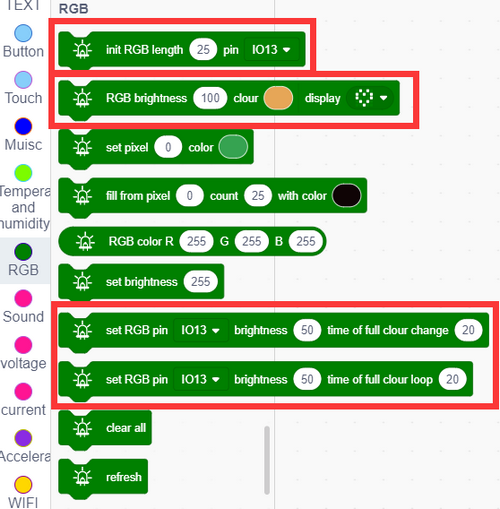 TEXT
RGB
Button
init RGB length 25 pin IO13
Touch
RGB brightness 100 clour display
Muisc
set pixel 0 color
Tempera
and
humidity
fill from pixel 0 count 25 with color
RGB
RGB color R 255 G 255 B 255
set brightness 255
Sound
set RGB pin IO13 brightness 50 time of full clour change 20
voltage
set RGB pin IO13 brightness 50 time of full clour loop 20
current
clear all
Accelera
refresh
WIFI